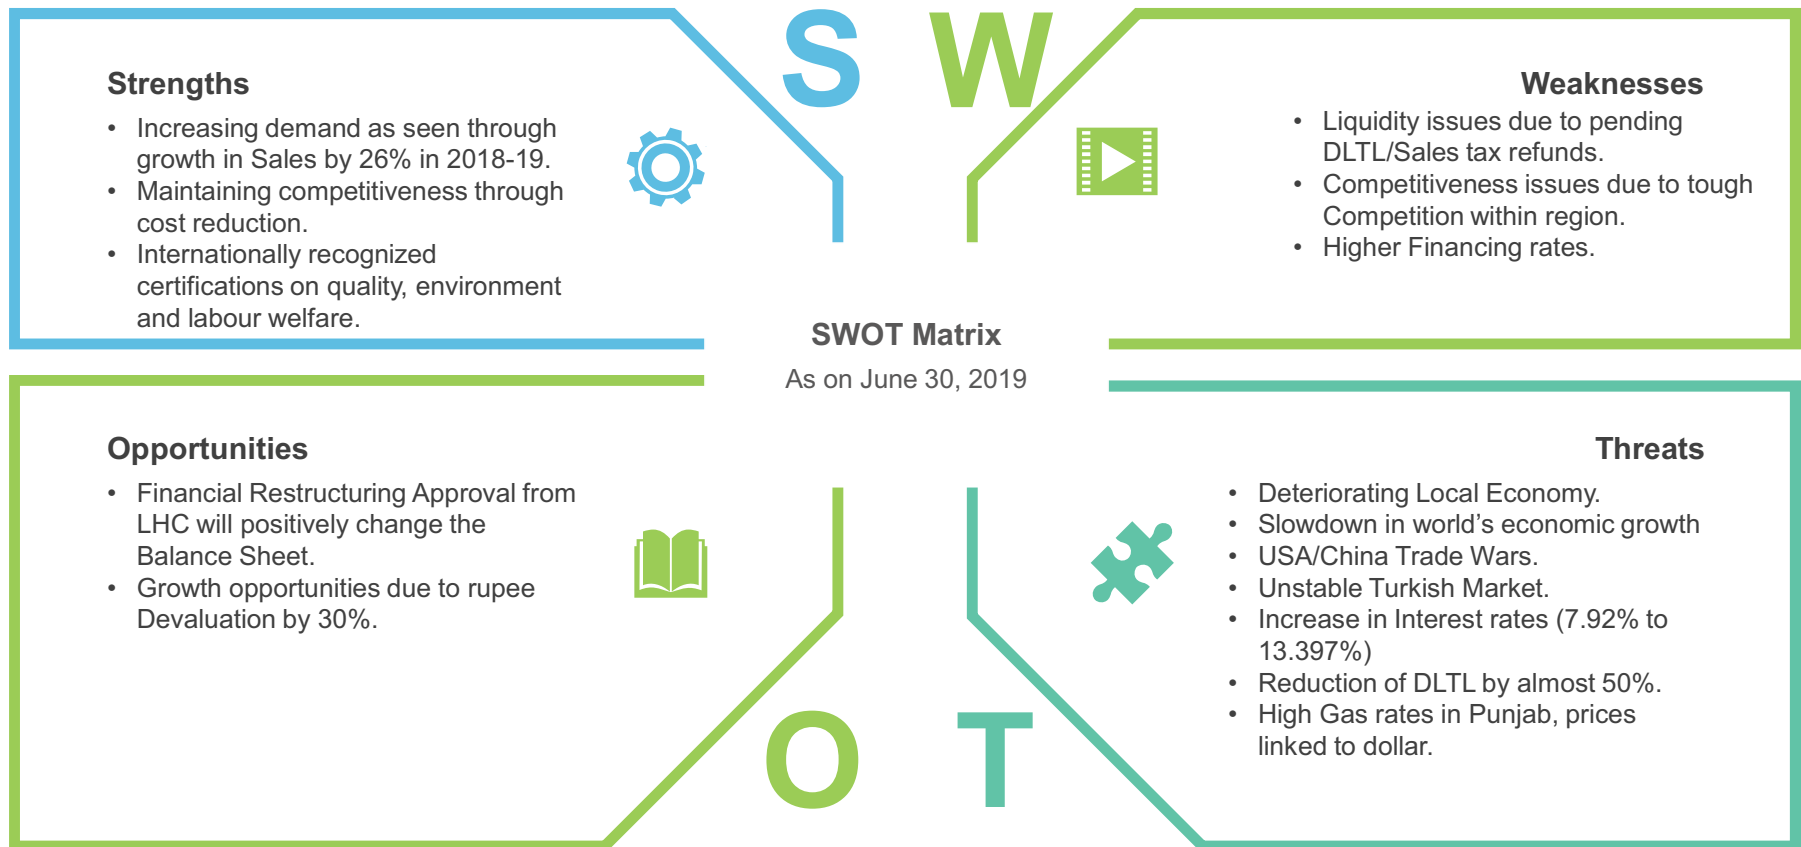 S W
Strengths
• Increasing demand as seen through
growth in Sales by 26% in 2018-19.
• Maintaining competitiveness through
cost reduction.
• Internationally recognized
certifications on quality, environment
and labour welfare.
Weaknesses
• Liquidity issues due to pending
DLTL/Sales tax refunds.
• Competitiveness issues due to tough
Competition within region.
• Higher Financing rates.
SWOT Matrix
As on June 30, 2019
Opportunities
• Financial Restructuring Approval from
LHC will positively change the
Balance Sheet.
• Growth opportunities due to rupee
Devaluation by 30%.
Threats
• Deteriorating Local Economy.
• Slowdown in world’s economic growth
• USA/China Trade Wars.
• Unstable Turkish Market.
• Increase in Interest rates (7.92% to
13.397%)
• Reduction of DLTL by almost 50%.
• High Gas rates in Punjab, prices
linked to dollar.
O T